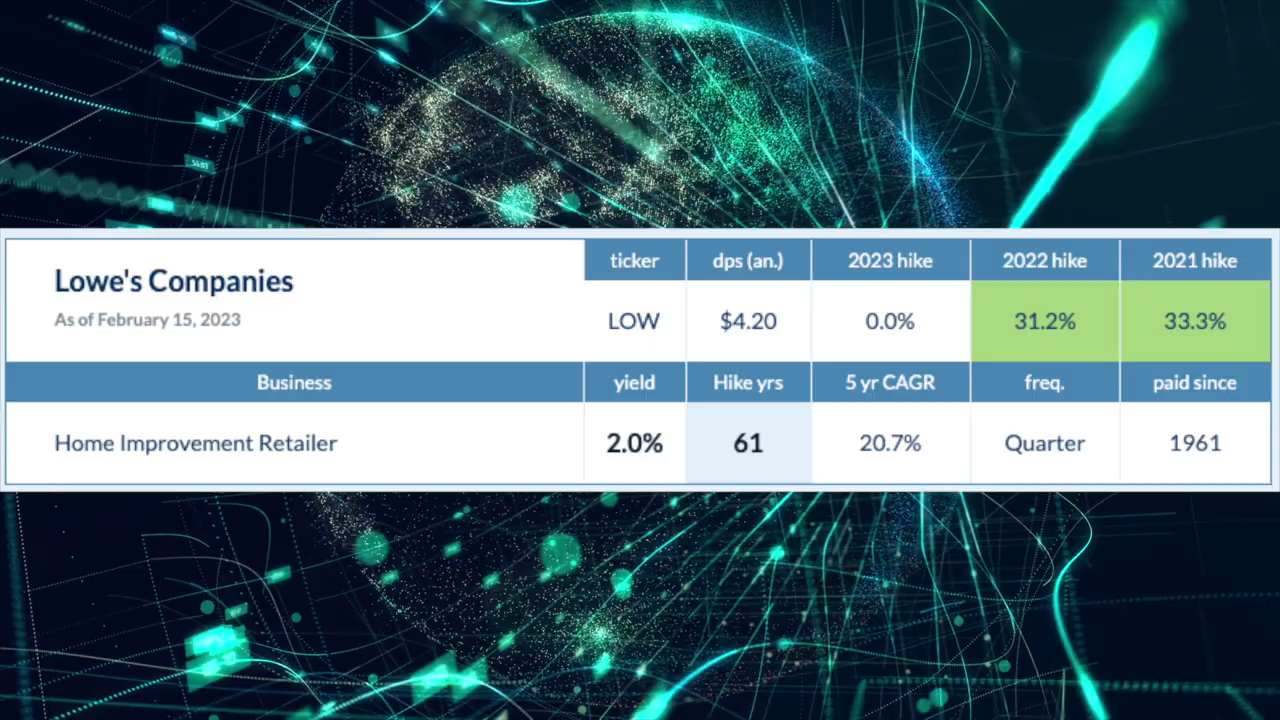 Lowe's Companies
As of February 15, 2023
ticker dps (an.) 2023 hike 2022 hike 2021 hike
LOW $4.20 0.0% 31.2% 33.3%
Business yield Hike yrs 5 yr CAGR freq. paid since
Home Improvement Retailer 2.0% 61 20.7% Quarter 1961